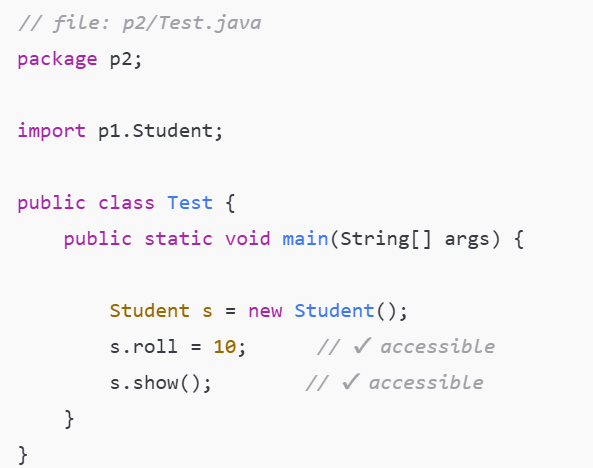 // file: p2/Test.java
package p2;
import p1.Student;
public class Test {
    public static void main(String[] args) {
        Student s = new Student();
        s.roll = 10;      // ✓ accessible
        s.show();        // ✓ accessible
    }
}